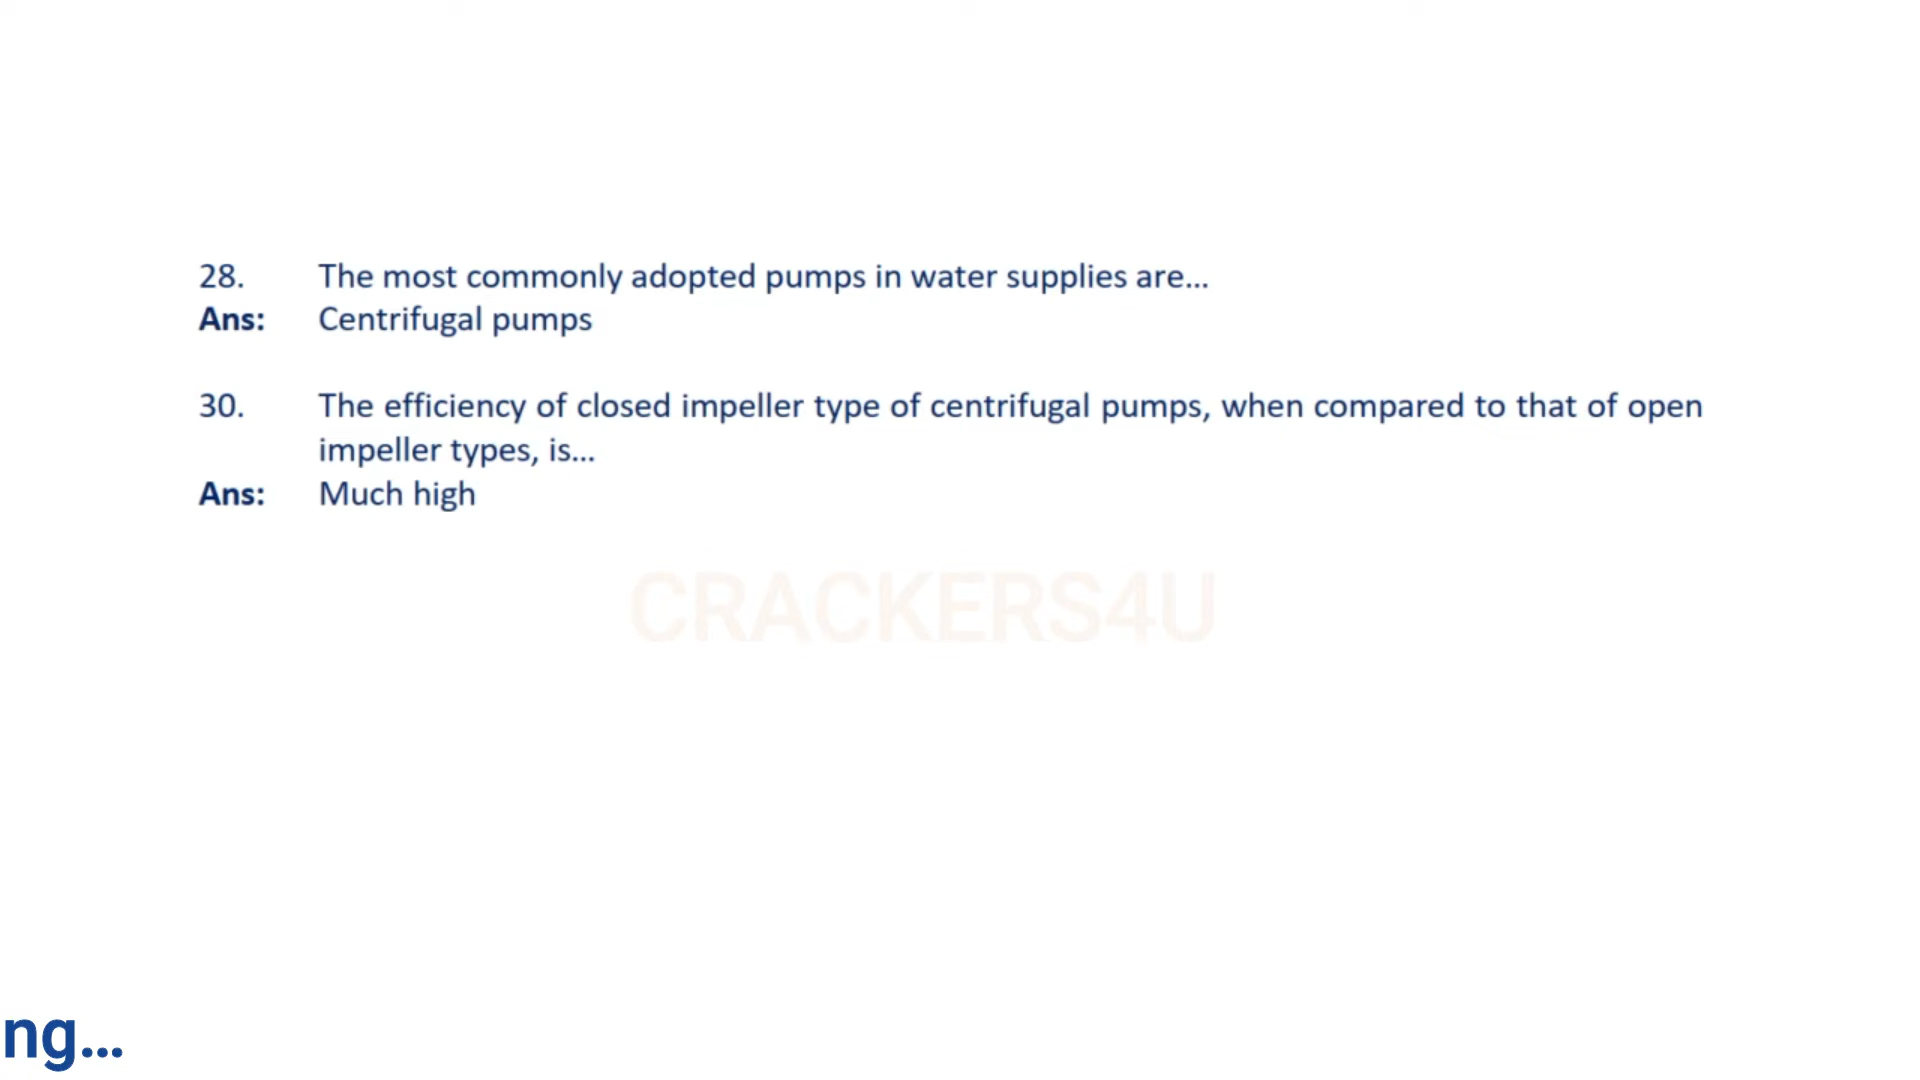 28. The most commonly adopted pumps in water supplies are...
Ans: Centrifugal pumps
30. The efficiency of closed impeller type of centrifugal pumps, when compared to that of open
impeller types, is...
Ans: Much high
CRACKERS4U
ng...